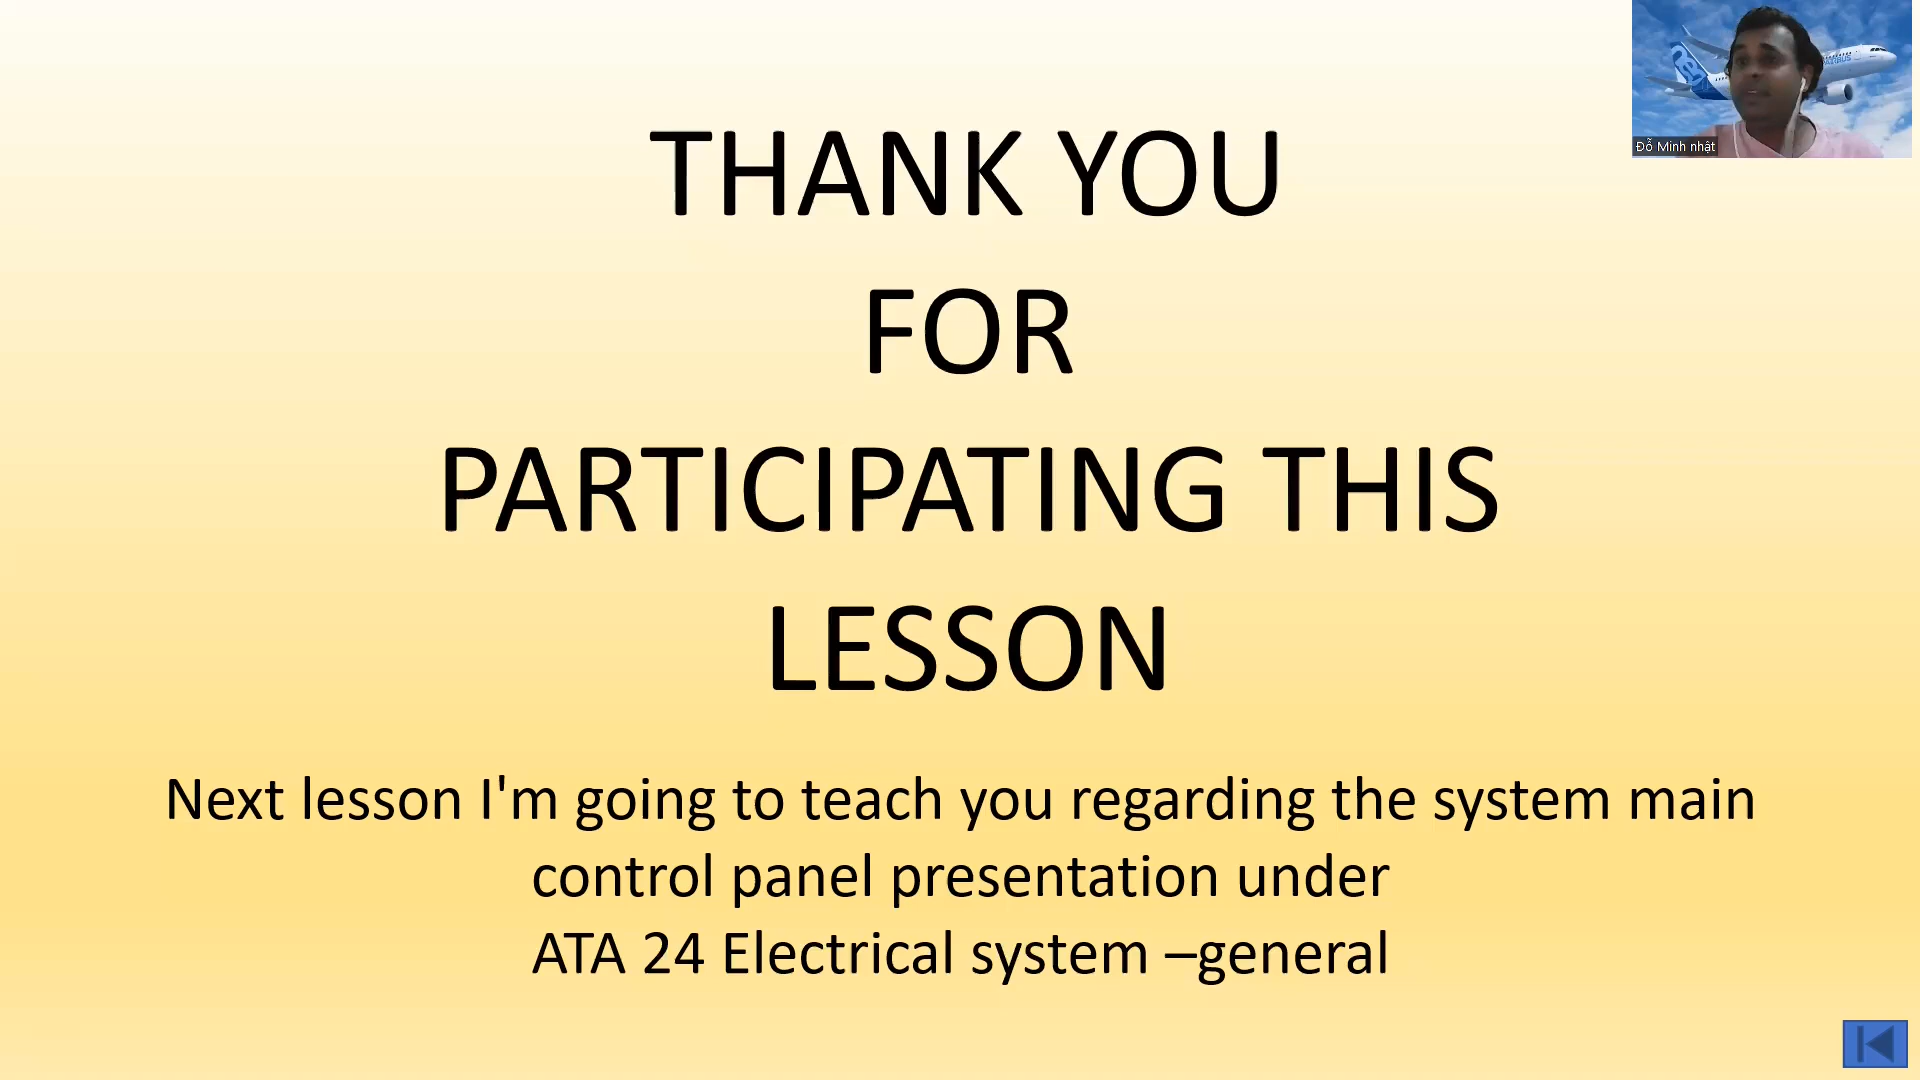 THANK YOU
FOR
PARTICIPATING THIS
LESSON
Next lesson I'm going to teach you regarding the system main
control panel presentation under
ATA 24 Electrical system –general
Đỗ Minh nhật
AIRBUS